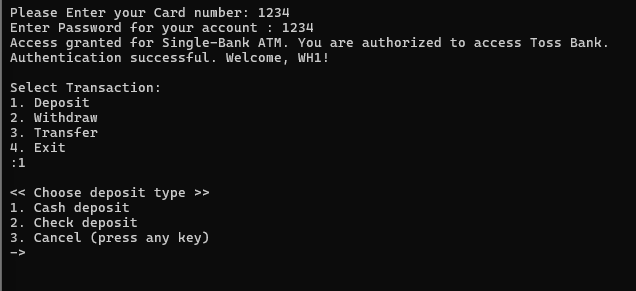 Please Enter your Card number: 1234
Enter Password for your account : 1234
Access granted for Single-Bank ATM. You are authorized to access Toss Bank.
Authentication successful. Welcome, WH1!
Select Transaction:
1. Deposit
2. Withdraw
3. Transfer
4. Exit
:1
<< Choose deposit type >>
1. Cash deposit
2. Check deposit
3. Cancel (press any key)
->